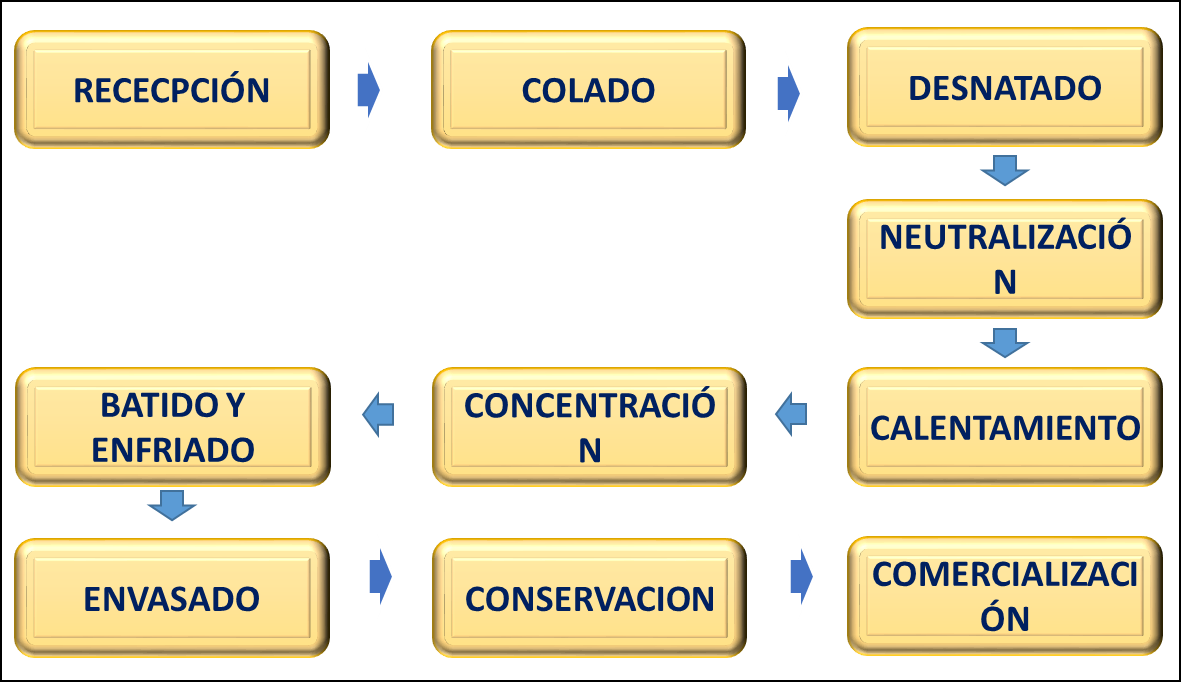 RECECPCIÓN
COLADO
DESNATADO
NEUTRALIZACIÓ
N
CALENTAMIENTO
CONCENTRACIÓ
N
BATIDO Y
ENFRIADO
ENVASADO
CONSERVACION
COMERCIALIZACI
ÓN